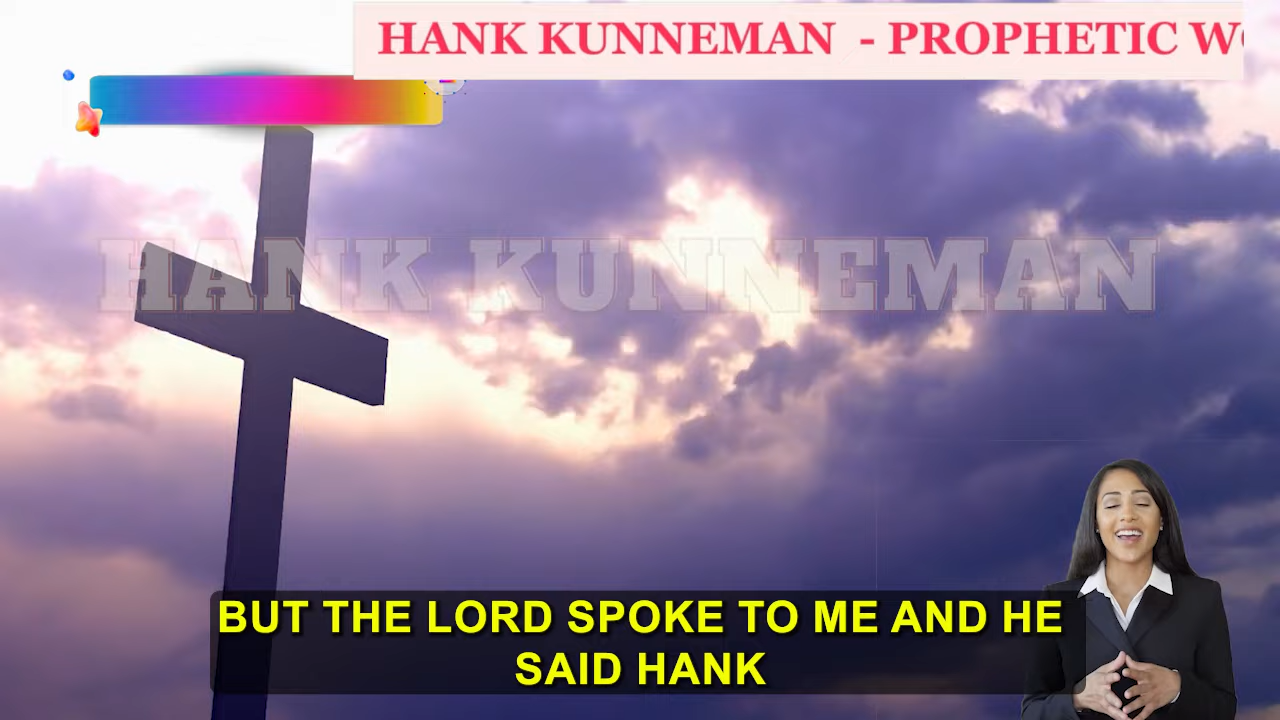 HANK KUNNEMAN - PROPHETIC
HANK KUNNEMAN
BUT THE LORD SPOKE TO ME AND HE
SAID HANK